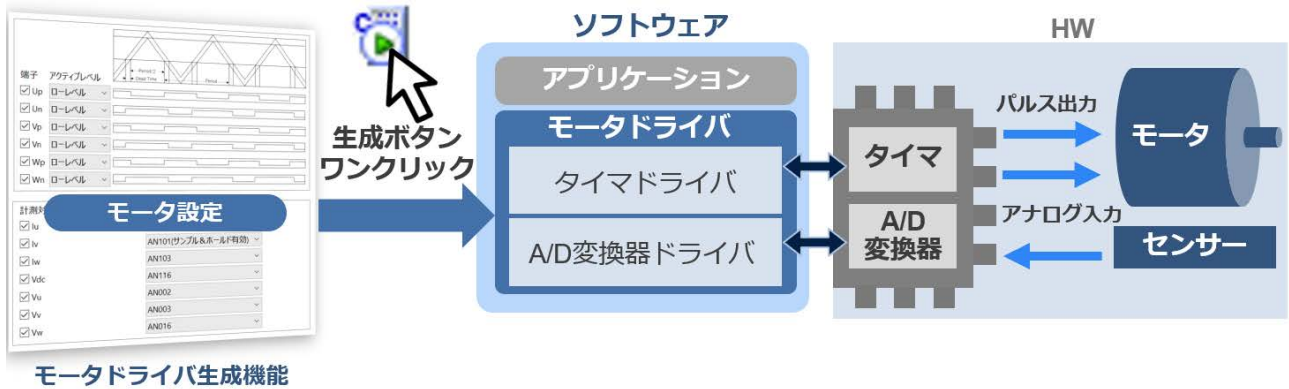 端子 アクティブレベル
Period/2
Dead Time
Period
Up ローレベル
Un ローレベル
Vp ローレベル
Vn ローレベル
Wp ローレベル
Wn ローレベル
モータ設定
計測対
Iu
Iv AN101(サンプル&ホールド有効)
Iw AN103
Vdc AN116
Vu AN002
Vv AN003
Vw AN016
モータドライバ生成機能
生成ボタン
ワンクリック
ソフトウェア
アプリケーション
モータドライバ
タイマドライバ
A/D変換器ドライバ
HW
タイマ
A/D
変換器
パルス出力
アナログ入力
モータ
センサー